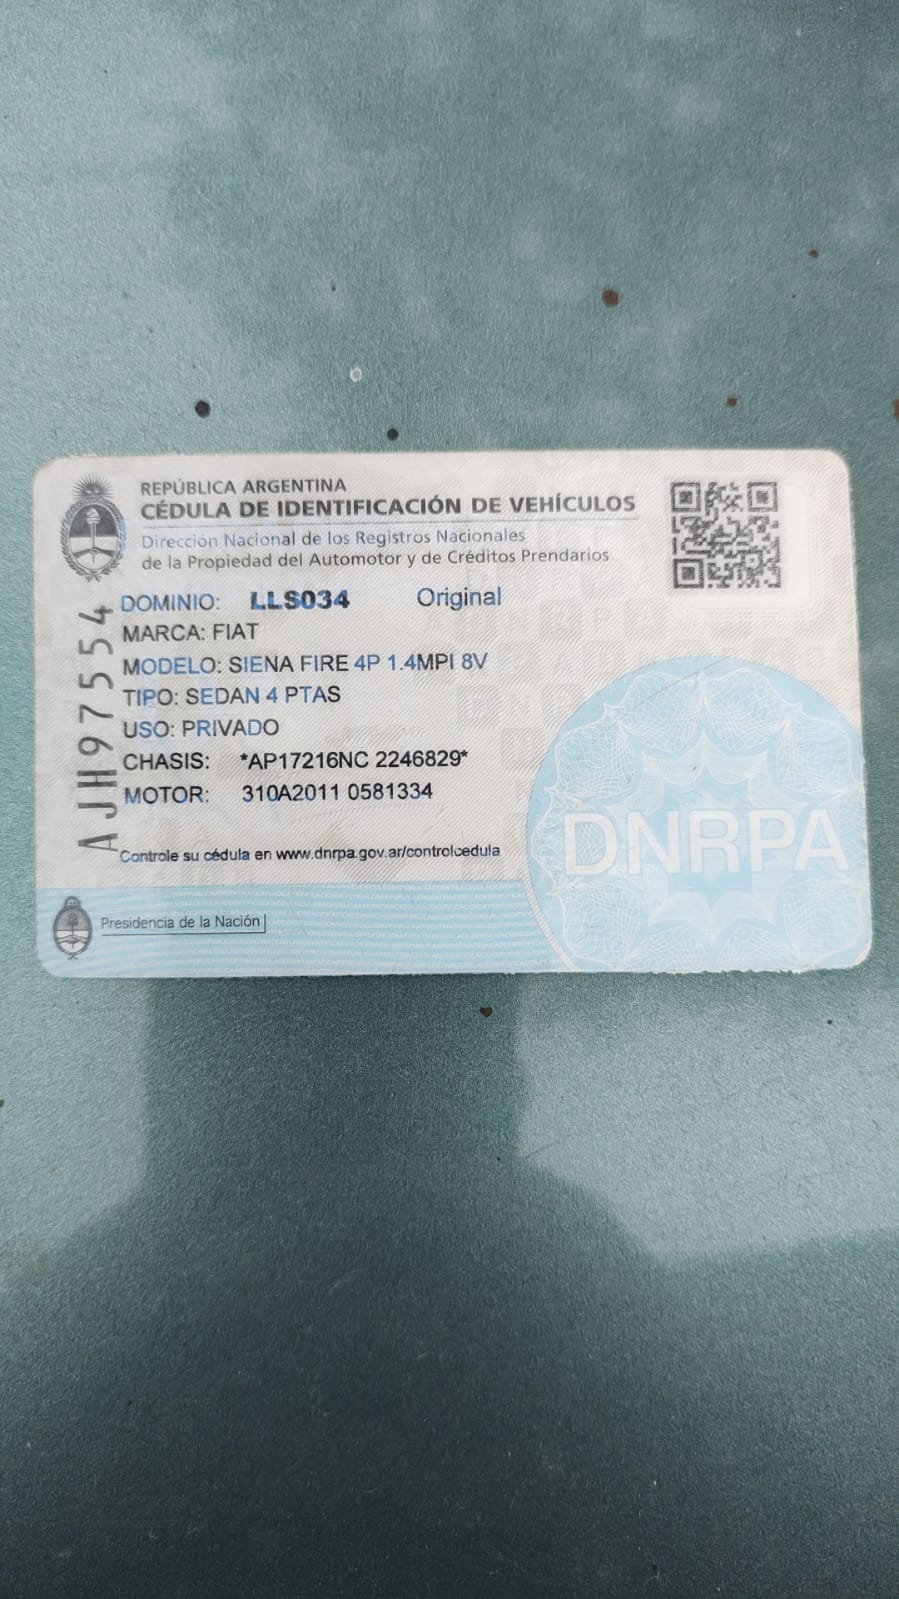 REPÚBLICA ARGENTINA
CÉDULA DE IDENTIFICACIÓN DE VEHÍCULOS
Dirección Nacional de los Registros Nacionales
de la Propiedad del Automotor y de Créditos Prendarios
DOMINIO: LLS034 Original
MARCA: FIAT
MODELO: SIENA FIRE 4P 1.4MPI 8V
TIPO: SEDAN 4 PTAS
USO: PRIVADO
CHASIS: *AP17216NC 2246829*
MOTOR: 310A2011 0581334
AJH97554
Controle su cédula en www.dnrpa.gov.ar/controlcedula
DNRPA
Presidencia de la Nación